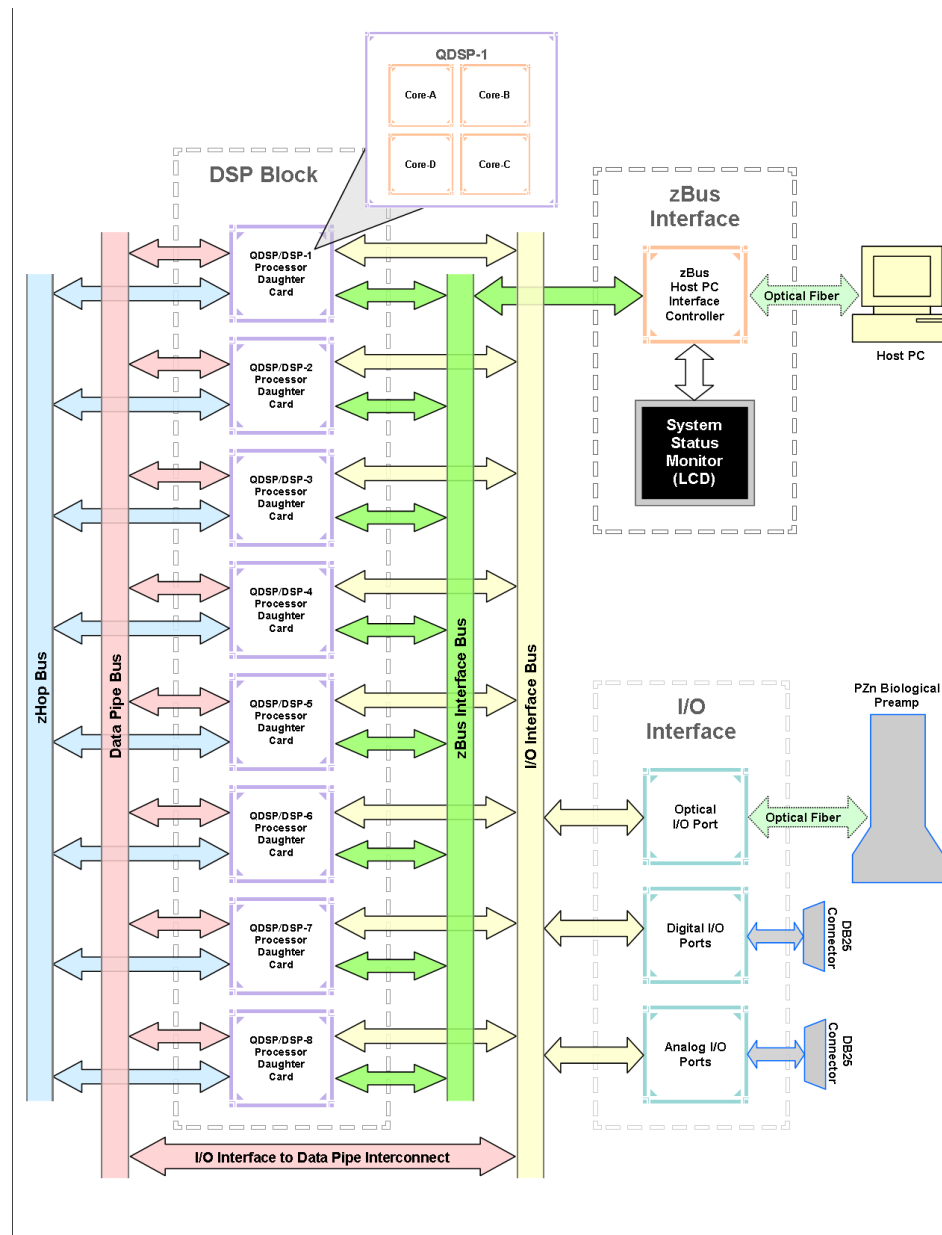 QDSP-1
Core-A
Core-B
Core-D
Core-C
DSP Block
zBus
Interface
QDSP/DSP-1
Processor
Daughter
Card
zBus
Host PC
Interface
Controller
Optical Fiber
Host PC
System
Status
Monitor
(LCD)
QDSP/DSP-2
Processor
Daughter
Card
QDSP/DSP-3
Processor
Daughter
Card
QDSP/DSP-4
Processor
Daughter
Card
QDSP/DSP-5
Processor
Daughter
Card
QDSP/DSP-6
Processor
Daughter
Card
QDSP/DSP-7
Processor
Daughter
Card
QDSP/DSP-8
Processor
Daughter
Card
zHop Bus
Data Pipe Bus
zBus Interface Bus
I/O Interface Bus
I/O
Interface
PZn Biological
Preamp
Optical
I/O Port
Optical Fiber
Digital I/O
Ports
DB25
Connector
Analog I/O
Ports
DB25
Connector
I/O Interface to Data Pipe Interconnect